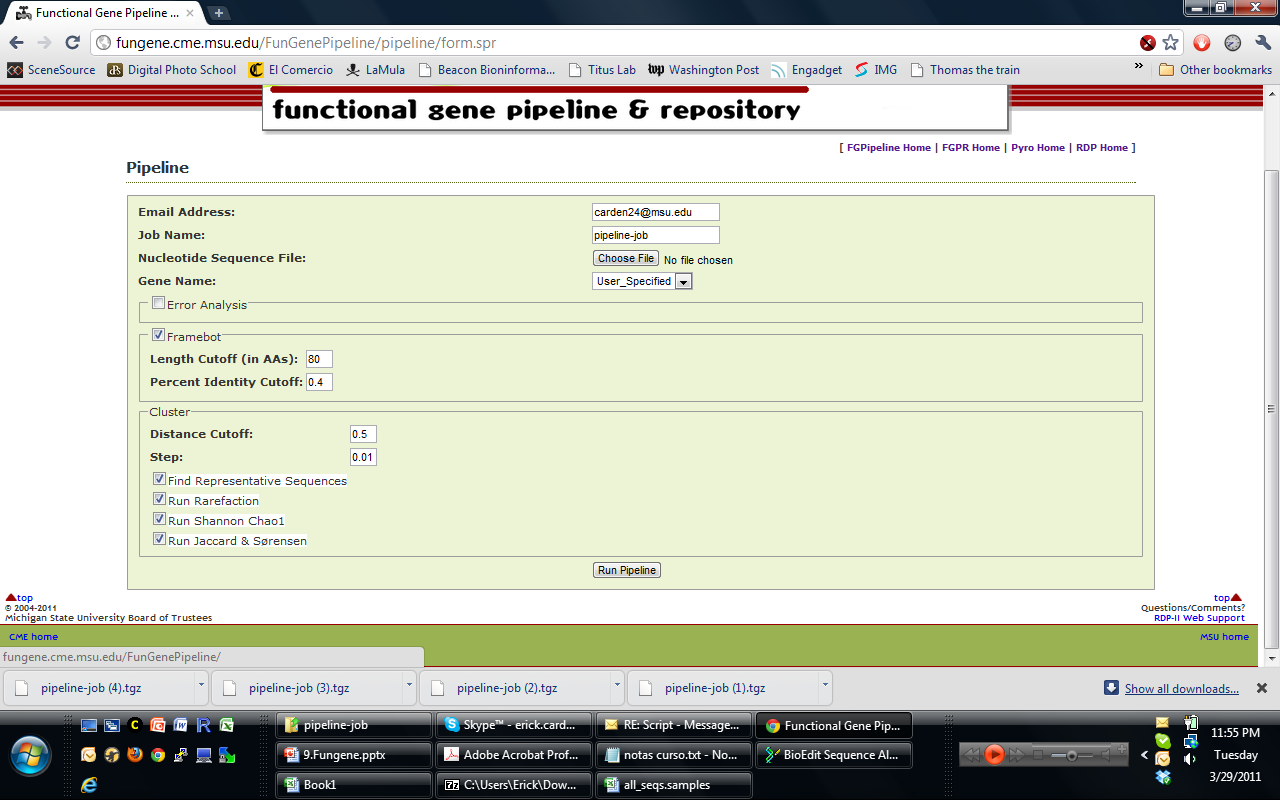 Functional Gene Pipeline ...
fungene.cme.msu.edu/FunGenePipeline/pipeline/form.spr
SceneSource Digital Photo School El Comercio LaMula Beacon Bioninforma... Titus Lab Washington Post Engadget IMG Thomas the train » Other bookmarks
functional gene pipeline & repository
[ FGPipeline Home | FGPR Home | Pyro Home | RDP Home ]
Pipeline
Email Address: carden24@msu.edu
Job Name: pipeline-job
Nucleotide Sequence File: Choose File No file chosen
Gene Name: User_Specified
Error Analysis
Framebot
Length Cutoff (in AAs): 80
Percent Identity Cutoff: 0.4
Cluster
Distance Cutoff: 0.5
Step: 0.01
Find Representative Sequences
Run Rarefaction
Run Shannon Chao1
Run Jaccard & Sørensen
Run Pipeline
top top
© 2004-2011 Questions/Comments?
Michigan State University Board of Trustees RDP-II Web Support
CME home MSU home
fungene.cme.msu.edu/FunGenePipeline/
pipeline-job (4).tgz pipeline-job (3).tgz pipeline-job (2).tgz pipeline-job (1).tgz Show all downloads...
pipeline-job Skype™ - erick.card... RE: Script - Message... Functional Gene Pip... 11:55 PM
9.Fungene.pptx Adobe Acrobat Prof... notas curso.txt - No... BioEdit Sequence Al... Tuesday
Book1 C:\Users\Erick\Dow... all_seqs.samples 3/29/2011